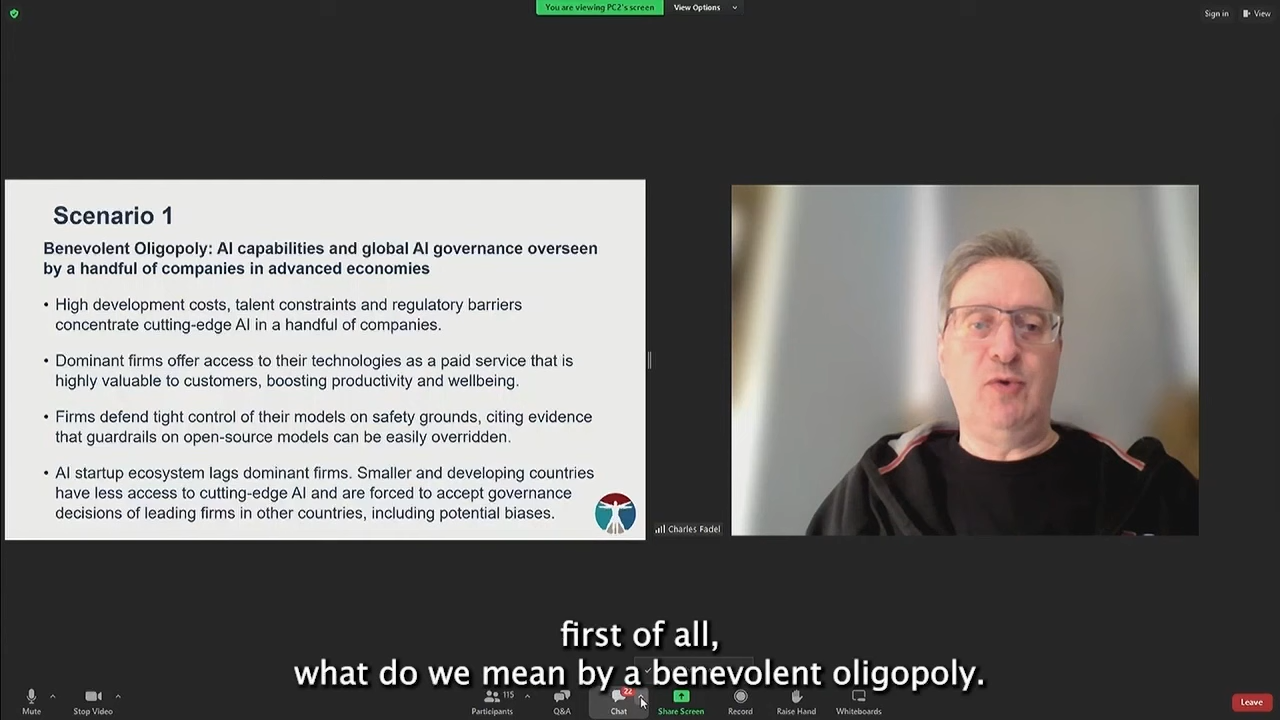 You are viewing PC2's screen
View Options
Sign in
View
Scenario 1
Benevolent Oligopoly: AI capabilities and global AI governance overseen
by a handful of companies in advanced economies
• High development costs, talent constraints and regulatory barriers
concentrate cutting-edge AI in a handful of companies.
• Dominant firms offer access to their technologies as a paid service that is
highly valuable to customers, boosting productivity and wellbeing.
• Firms defend tight control of their models on safety grounds, citing evidence
that guardrails on open-source models can be easily overridden.
• AI startup ecosystem lags dominant firms. Smaller and developing countries
have less access to cutting-edge AI and are forced to accept governance
decisions of leading firms in other countries, including potential biases.
Charles Fadel
first of all,
what do we mean by a benevolent oligopoly.
Mute
Stop Video
115
Participants
Q&A
22
Chat
Share Screen
Record
Raise Hand
Whiteboards
Leave